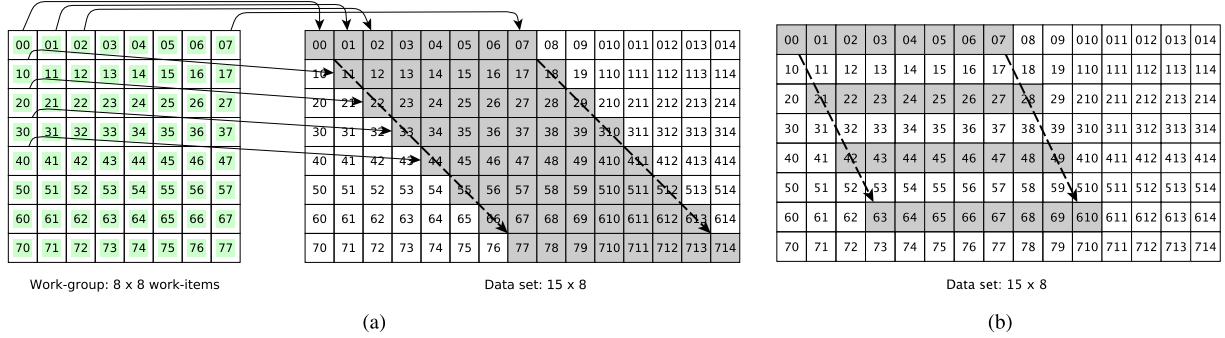 00 01 02 03 04 05 06 07
10 11 12 13 14 15 16 17
20 21 22 23 24 25 26 27
30 31 32 33 34 35 36 37
40 41 42 43 44 45 46 47
50 51 52 53 54 55 56 57
60 61 62 63 64 65 66 67
70 71 72 73 74 75 76 77
Work-group: 8 x 8 work-items
00 01 02 03 04 05 06 07 08 09 010 011 012 013 014
10 11 12 13 14 15 16 17 18 19 110 111 112 113 114
20 21 22 23 24 25 26 27 28 29 210 211 212 213 214
30 31 32 33 34 35 36 37 38 39 310 311 312 313 314
40 41 42 43 44 45 46 47 48 49 410 411 412 413 414
50 51 52 53 54 55 56 57 58 59 510 511 512 513 514
60 61 62 63 64 65 66 67 68 69 610 611 612 613 614
70 71 72 73 74 75 76 77 78 79 710 711 712 713 714
Data set: 15 x 8
(a)
00 01 02 03 04 05 06 07 08 09 010 011 012 013 014
10 11 12 13 14 15 16 17 18 19 110 111 112 113 114
20 21 22 23 24 25 26 27 28 29 210 211 212 213 214
30 31 32 33 34 35 36 37 38 39 310 311 312 313 314
40 41 42 43 44 45 46 47 48 49 410 411 412 413 414
50 51 52 53 54 55 56 57 58 59 510 511 512 513 514
60 61 62 63 64 65 66 67 68 69 610 611 612 613 614
70 71 72 73 74 75 76 77 78 79 710 711 712 713 714
Data set: 15 x 8
(b)